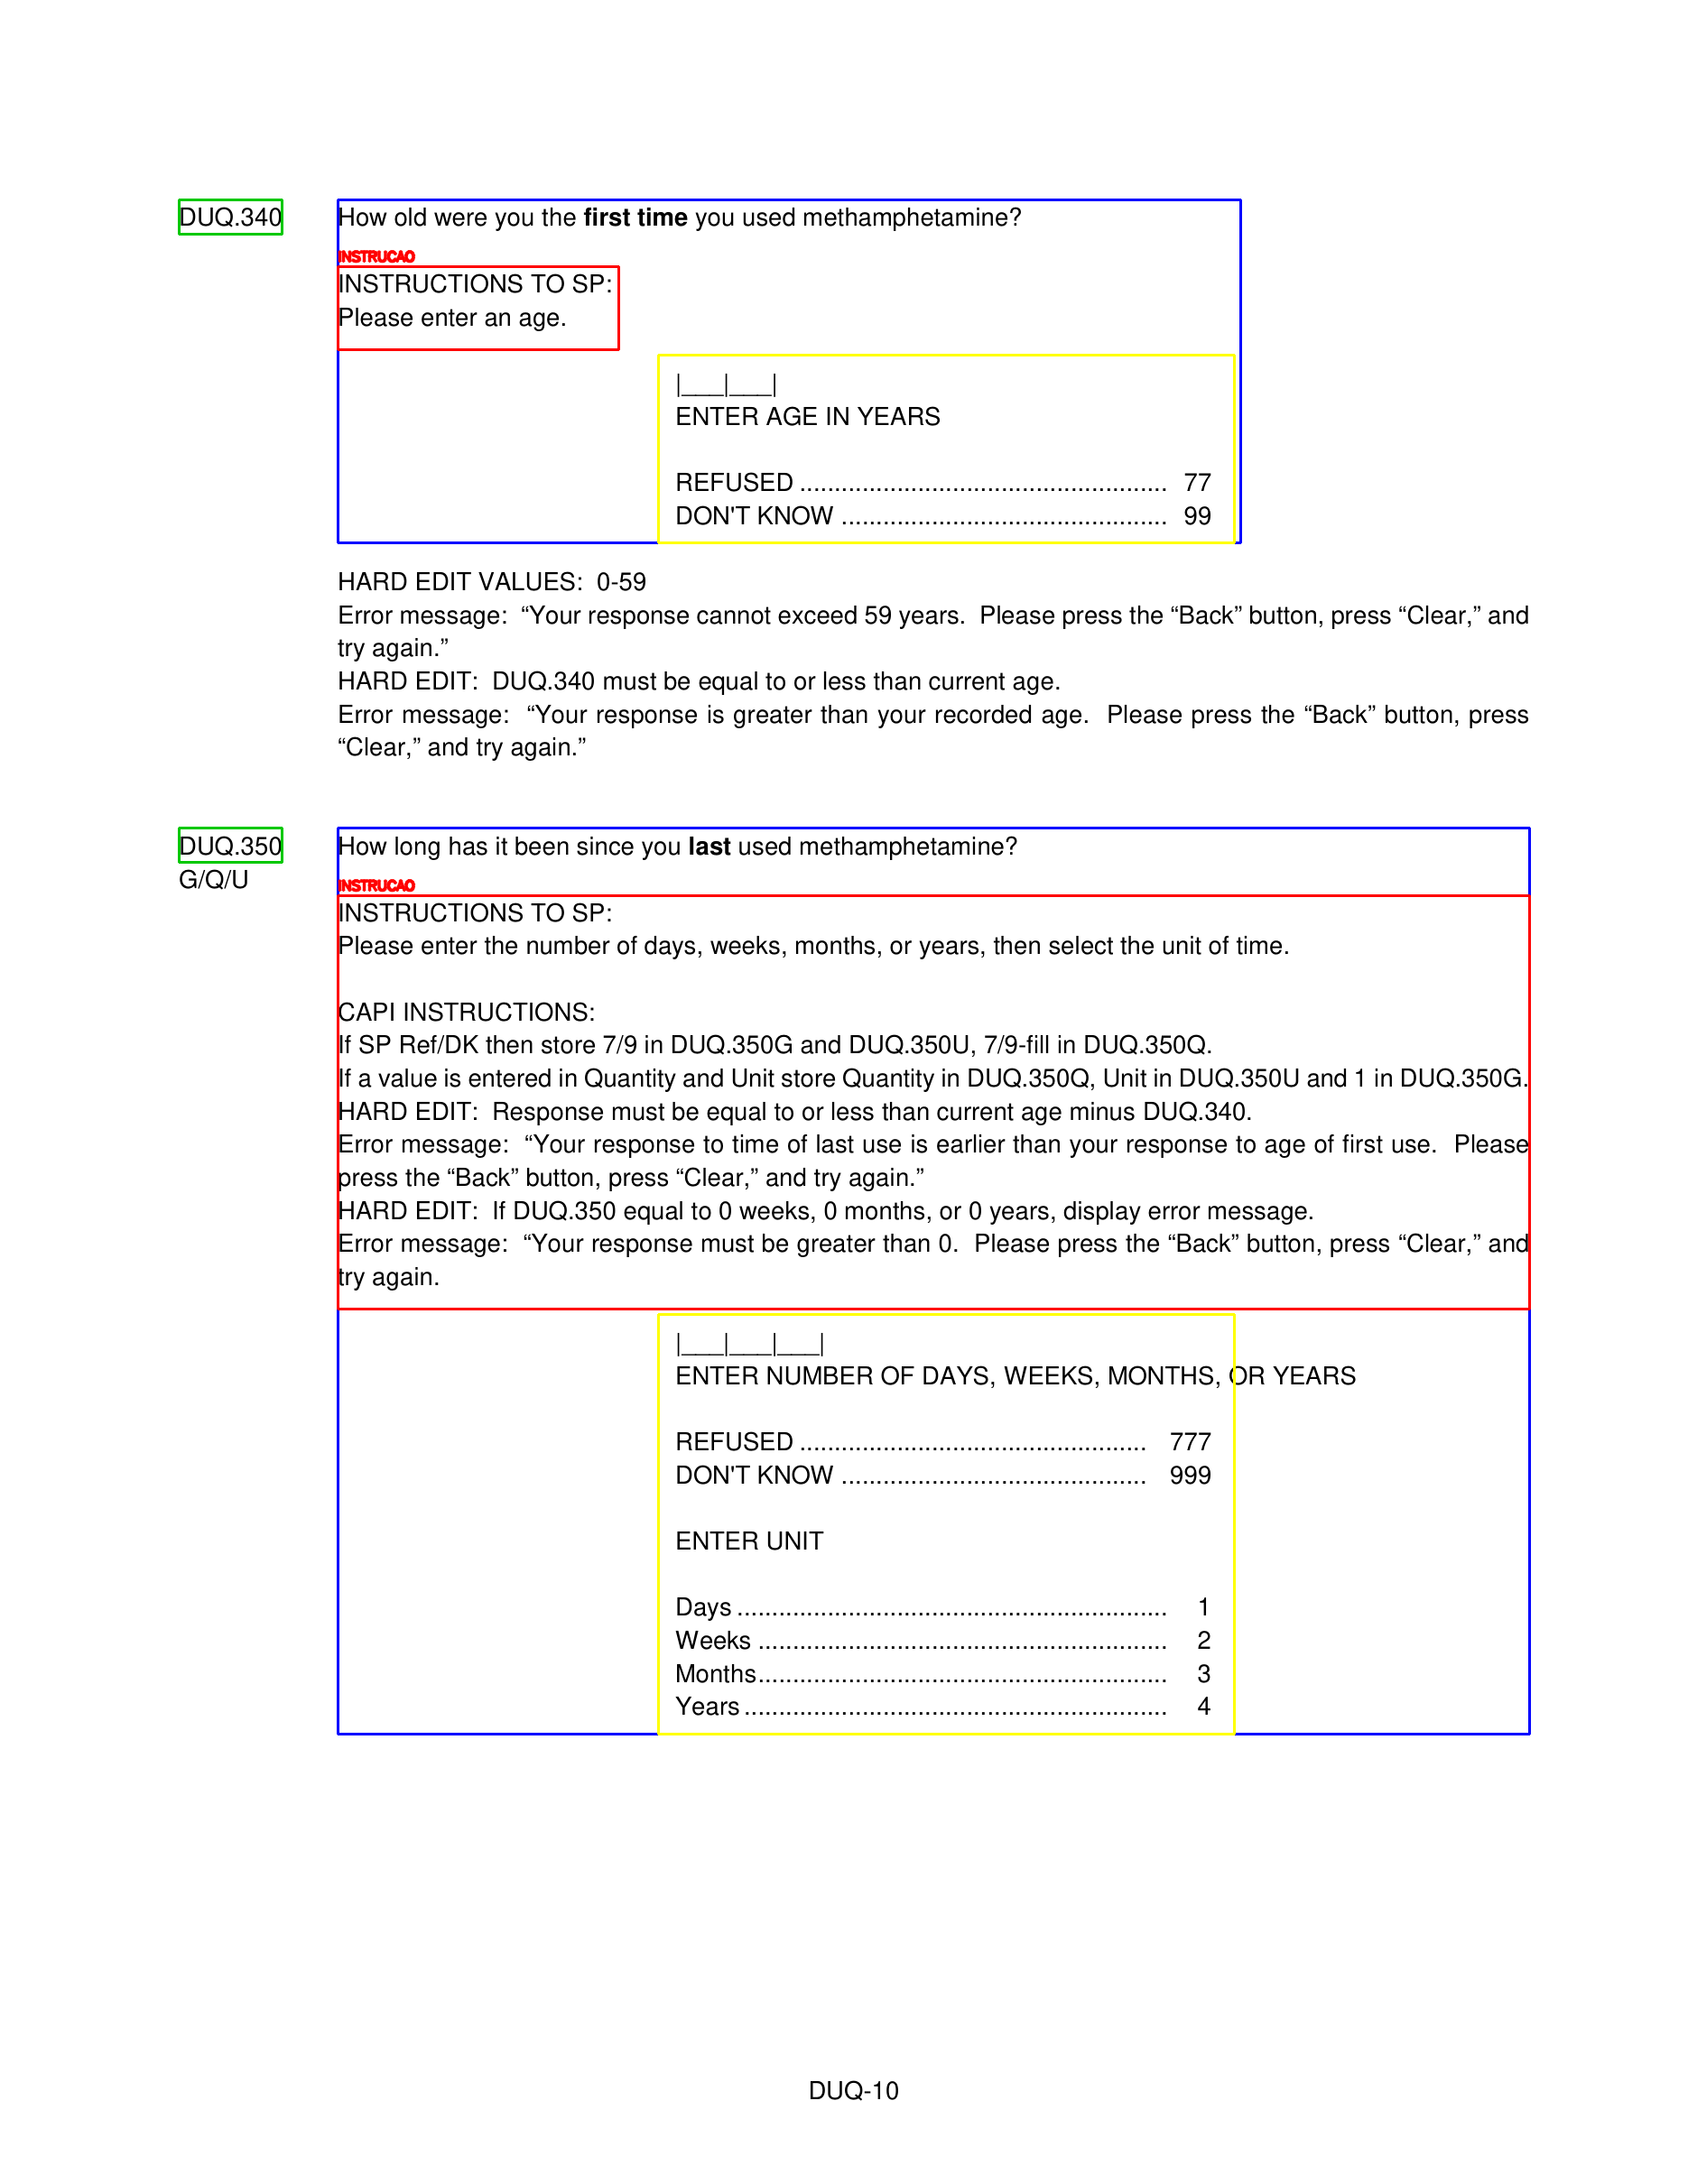 DUQ.340 How old were you the first time you used methamphetamine?
INSTRUCAO
INSTRUCTIONS TO SP:
Please enter an age.
|___|___|
ENTER AGE IN YEARS
REFUSED ..................................................... 77
DON'T KNOW ............................................... 99
HARD EDIT VALUES:  0-59
Error message:  “Your response cannot exceed 59 years.  Please press the “Back” button, press “Clear,” and
try again.”
HARD EDIT:  DUQ.340 must be equal to or less than current age.
Error message:  “Your response is greater than your recorded age.  Please press the “Back” button, press
“Clear,” and try again.”
DUQ.350 How long has it been since you last used methamphetamine?
G/Q/U
INSTRUCAO
INSTRUCTIONS TO SP:
Please enter the number of days, weeks, months, or years, then select the unit of time.
CAPI INSTRUCTIONS:
If SP Ref/DK then store 7/9 in DUQ.350G and DUQ.350U, 7/9-fill in DUQ.350Q.
If a value is entered in Quantity and Unit store Quantity in DUQ.350Q, Unit in DUQ.350U and 1 in DUQ.350G.
HARD EDIT:  Response must be equal to or less than current age minus DUQ.340.
Error message:  “Your response to time of last use is earlier than your response to age of first use.  Please
press the “Back” button, press “Clear,” and try again.”
HARD EDIT:  If DUQ.350 equal to 0 weeks, 0 months, or 0 years, display error message.
Error message:  “Your response must be greater than 0.  Please press the “Back” button, press “Clear,” and
try again.
|___|___|___|
ENTER NUMBER OF DAYS, WEEKS, MONTHS, OR YEARS
REFUSED .................................................. 777
DON'T KNOW ............................................ 999
ENTER UNIT
Days .............................................................. 1
Weeks ........................................................... 2
Months........................................................... 3
Years ............................................................. 4
DUQ-10